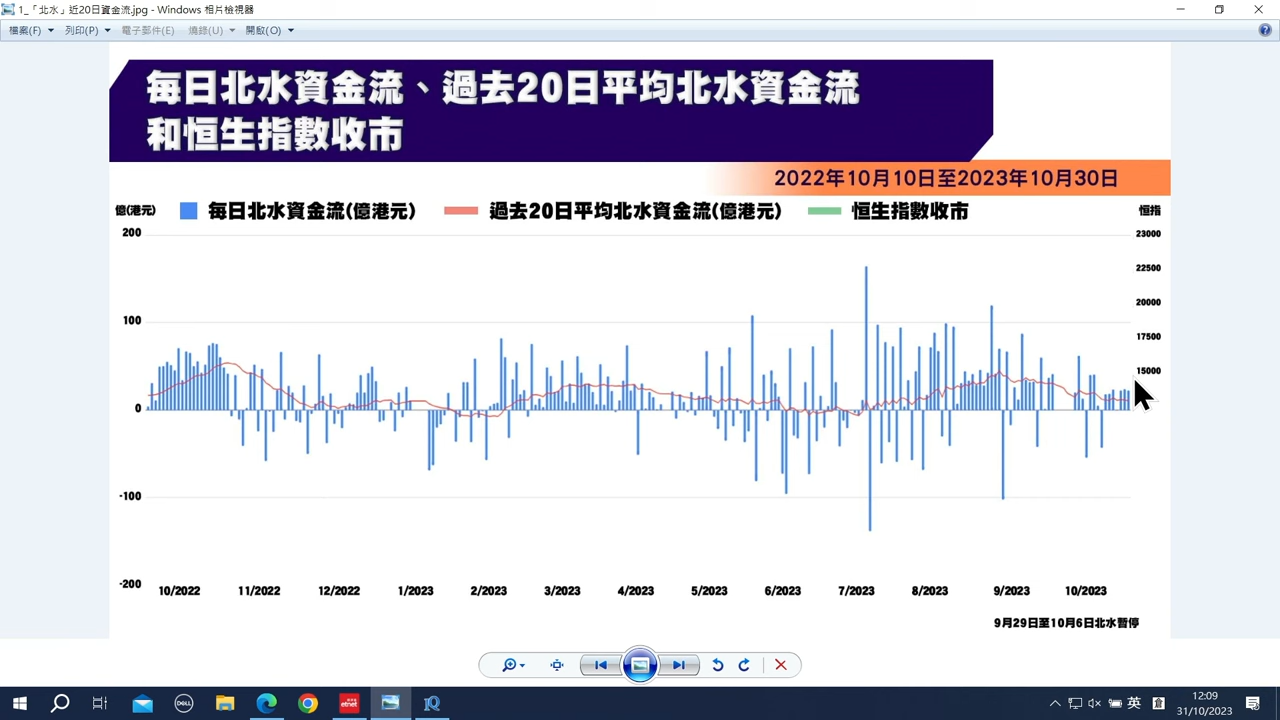 1_「北水」近20日資金流.jpg - Windows 相片檢視器
檔案(F) 列印(P) 電子郵件(E) 燒錄(U) 開啟(O)
每日北水資金流、過去20日平均北水資金流
和恒生指數收市
2022年10月10日至2023年10月30日
億(港元) 每日北水資金流(億港元) 過去20日平均北水資金流(億港元) 恒生指數收市 恒指
200 23000
22500
20000
100 17500
15000
0
-100
-200
10/2022 11/2022 12/2022 1/2023 2/2023 3/2023 4/2023 5/2023 6/2023 7/2023 8/2023 9/2023 10/2023
9月29日至10月6日北水暫停
DELL etnet IQ 英 倉 12:09
31/10/2023